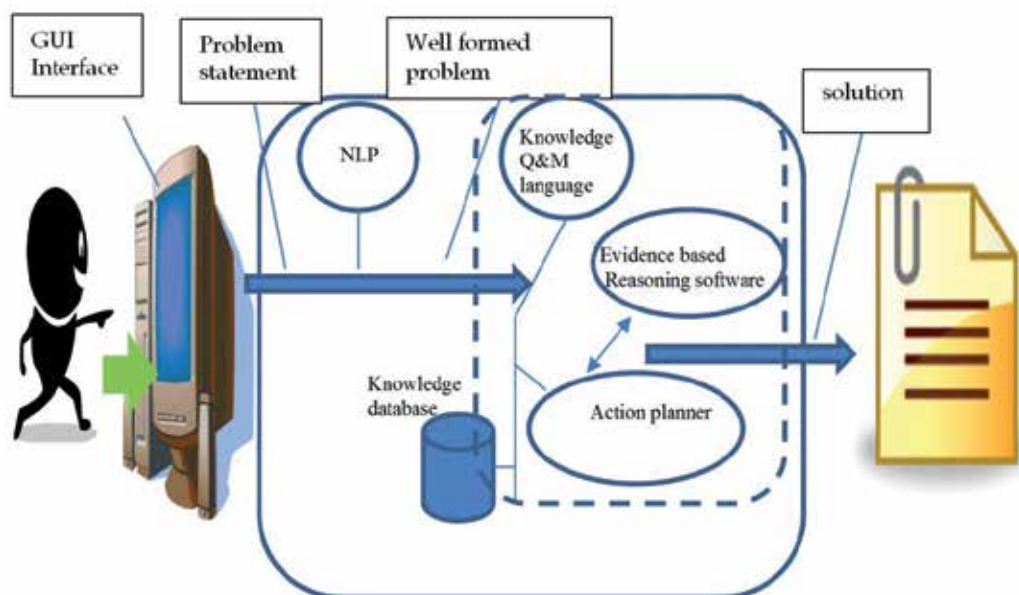 GUI
Interface
Problem
statement
Well formed
problem
solution
NLP
Knowledge
Q&M
language
Evidence based
Reasoning software
Knowledge
database
Action planner